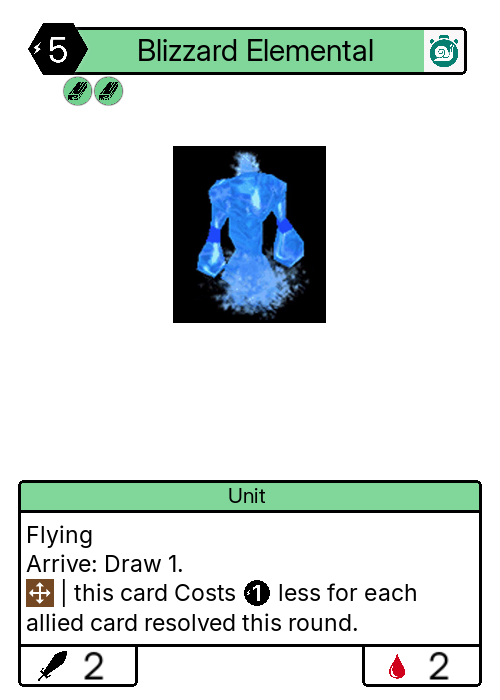 5 Blizzard Elemental
Unit
Flying
Arrive: Draw 1.
| this card Costs 1 less for each
allied card resolved this round.
2 2